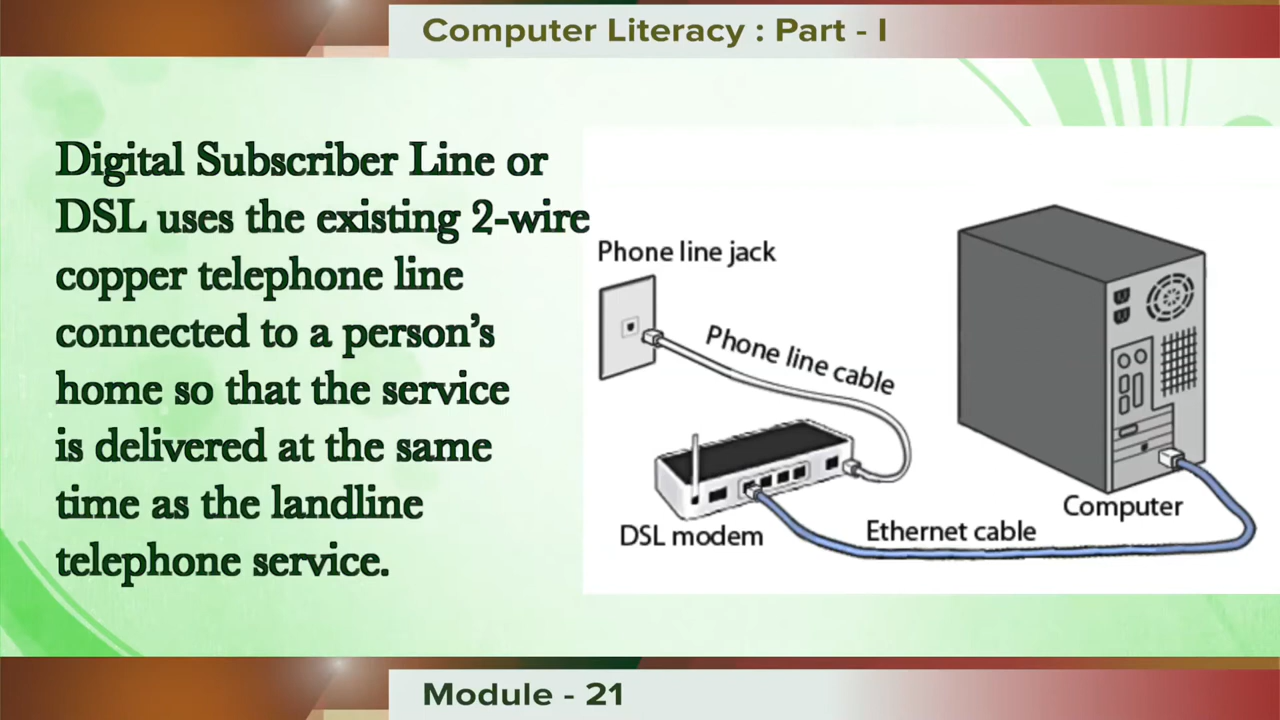 Computer Literacy : Part - I
Digital Subscriber Line or
DSL uses the existing 2-wire
copper telephone line
connected to a person’s
home so that the service
is delivered at the same
time as the landline
telephone service.
Phone line jack
Phone line cable
DSL modem
Ethernet cable
Computer
Module - 21